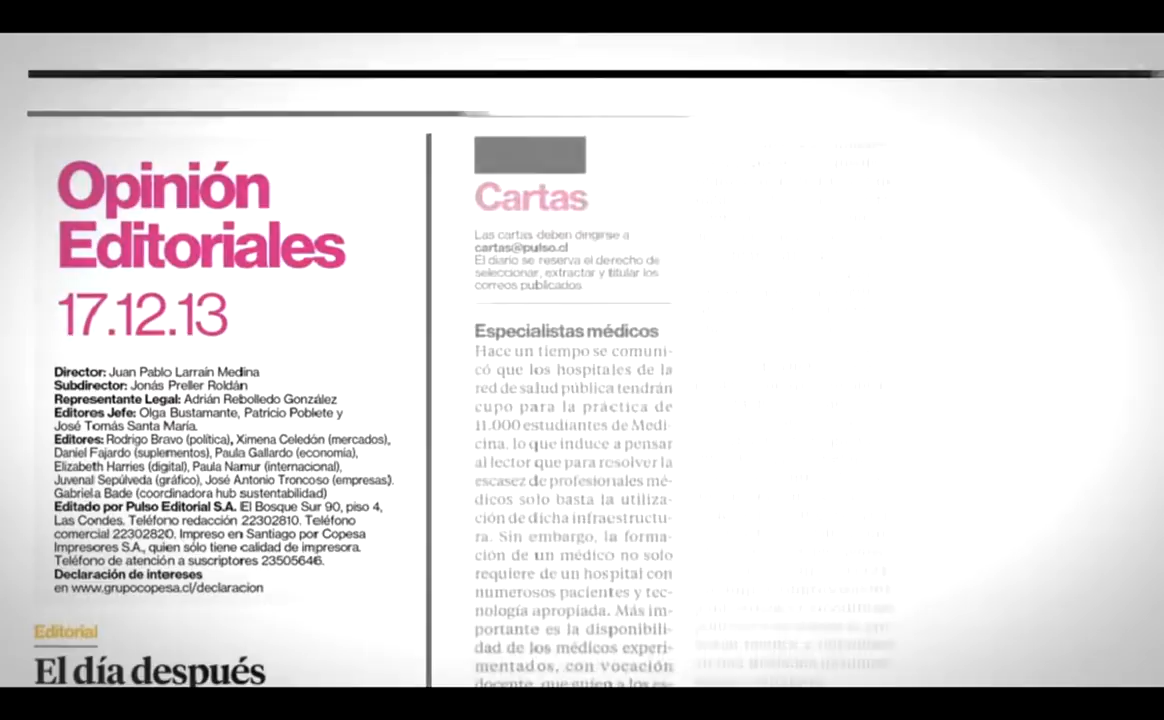 Opinión
Editoriales
17.12.13
Director: Juan Pablo Larraín Medina
Subdirector: Jonás Preller Roldán
Representante Legal: Adrián Rebolledo González
Editores Jefe: Olga Bustamante, Patricio Poblete y
José Tomás Santa María.
Editores: Rodrigo Bravo (política), Ximena Celedón (mercados),
Daniel Fajardo (suplementos), Paula Gallardo (economía),
Elizabeth Harries (digital), Paula Namur (internacional),
Juvenal Sepúlveda (gráfico), José Antonio Troncoso (empresas).
Gabriela Bade (coordinadora hub sustentabilidad)
Editado por Pulso Editorial S.A. El Bosque Sur 90, piso 4,
Las Condes. Teléfono redacción 22302810. Teléfono
comercial 22302820. Impreso en Santiago por Copesa
Impresores S.A., quien sólo tiene calidad de impresora.
Teléfono de atención a suscriptores 23505646.
Declaración de intereses
en www.grupocopesa.cl/declaracion
Editorial
El día después
Cartas
Las cartas deben dirigirse a
cartas@pulso.cl
El diario se reserva el derecho de
seleccionar, extractar y titular los
correos publicados
Especialistas médicos
Hace un tiempo se comuni-
có que los hospitales de la
red de salud pública tendrán
cupo para la práctica de
11.000 estudiantes de Medi-
cina, lo que induce a pensar
al lector que para resolver la
escasez de profesionales mé-
dicos solo basta la utiliza-
ción de dicha infraestructu-
ra. Sin embargo, la forma-
ción de un médico no solo
requiere de un hospital con
numerosos pacientes y tec-
nología apropiada. Más im-
portante es la disponibili-
dad de los médicos experi-
mentados, con vocación
docente, que guíen a los es-